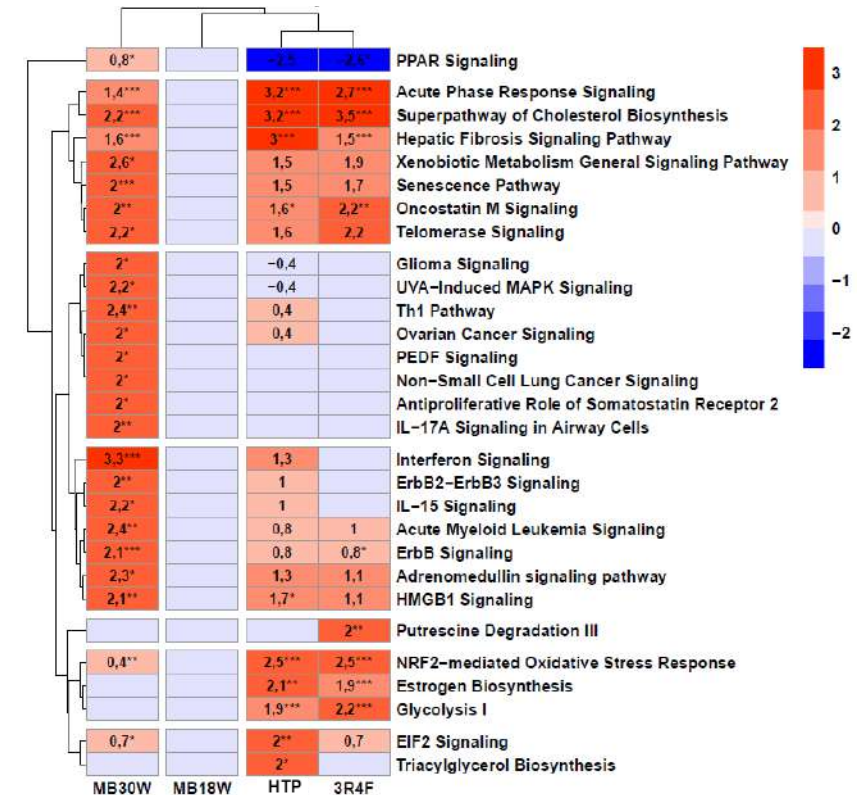 0,8* −2,5 −2,6* PPAR Signaling
1,4*** 3,2*** 2,7*** Acute Phase Response Signaling
2,2*** 3,2*** 3,5*** Superpathway of Cholesterol Biosynthesis
1,6*** 3*** 1,5*** Hepatic Fibrosis Signaling Pathway
2,6* 1,5 1,9 Xenobiotic Metabolism General Signaling Pathway
2*** 1,5 1,7 Senescence Pathway
2** 1,6* 2,2** Oncostatin M Signaling
2,2* 1,6 2,2 Telomerase Signaling
2* −0,4 Glioma Signaling
2,2* −0,4 UVA−Induced MAPK Signaling
2,4** 0,4 Th1 Pathway
2* 0,4 Ovarian Cancer Signaling
2* PEDF Signaling
2* Non−Small Cell Lung Cancer Signaling
2* Antiproliferative Role of Somatostatin Receptor 2
2** IL−17A Signaling in Airway Cells
3,3*** 1,3 Interferon Signaling
2** 1 ErbB2−ErbB3 Signaling
2,2* 1 IL−15 Signaling
2,4** 0,8 1 Acute Myeloid Leukemia Signaling
2,1*** 0,8 0,8* ErbB Signaling
2,3* 1,3 1,1 Adrenomedullin signaling pathway
2,1** 1,7* 1,1 HMGB1 Signaling
2** Putrescine Degradation III
0,4** 2,5*** 2,5*** NRF2−mediated Oxidative Stress Response
2,1** 1,9*** Estrogen Biosynthesis
1,9*** 2,2*** Glycolysis I
0,7* 2** 0,7 EIF2 Signaling
2* Triacylglycerol Biosynthesis
MB30W MB18W HTP 3R4F
3
2
1
0
−1
−2